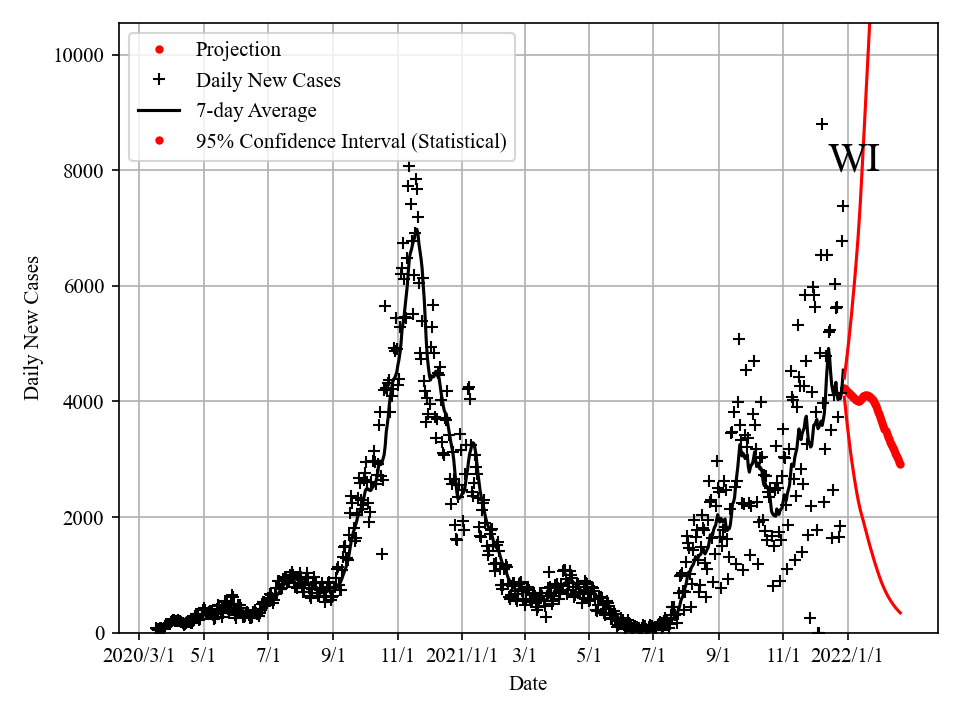 Projection
Daily New Cases
7-day Average
95% Confidence Interval (Statistical)
WI
Daily New Cases
10000
8000
6000
4000
2000
0
2020/3/1 5/1 7/1 9/1 11/1 2021/1/1 3/1 5/1 7/1 9/1 11/1 2022/1/1
Date